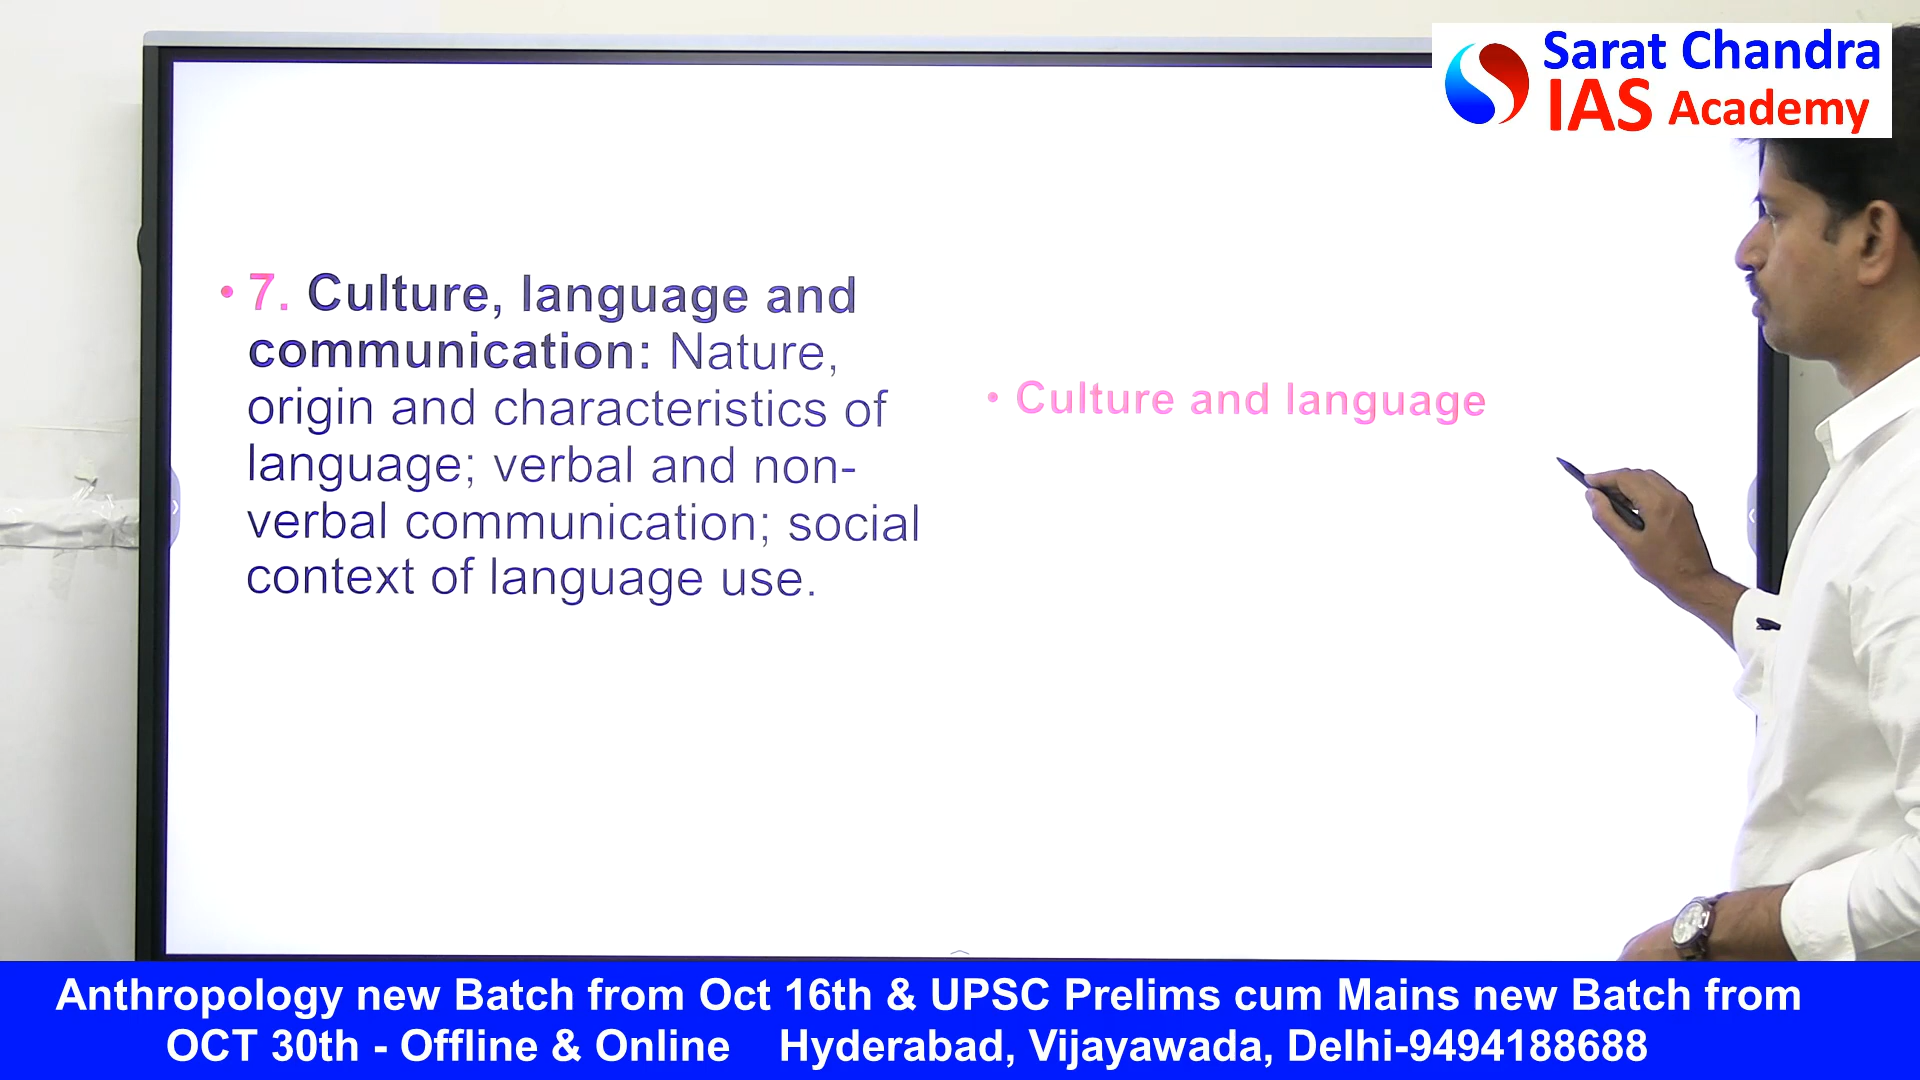 Sarat Chandra
IAS Academy
• 7. Culture, language and
communication: Nature,
origin and characteristics of
language; verbal and non-
verbal communication; social
context of language use.
• Culture and language
Anthropology new Batch from Oct 16th & UPSC Prelims cum Mains new Batch from
OCT 30th - Offline & Online Hyderabad, Vijayawada, Delhi-9494188688